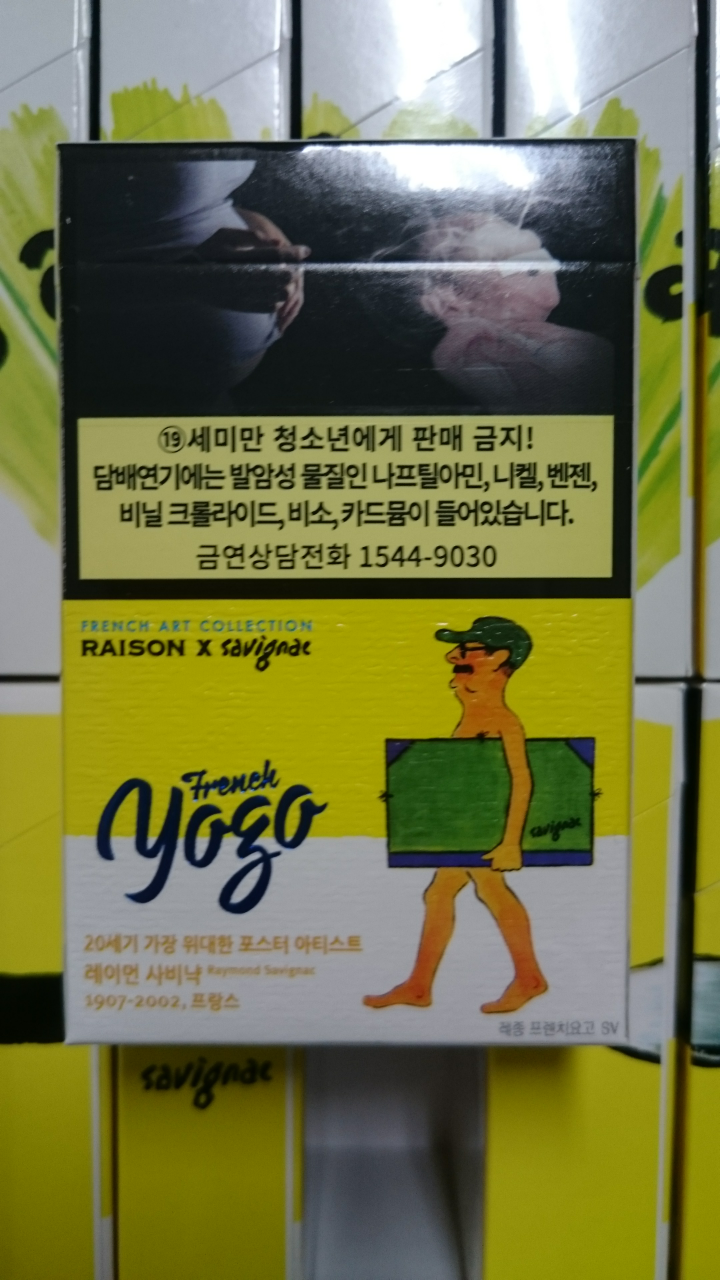 ⑲세미만 청소년에게 판매 금지!
담배연기에는 발암성 물질인 나프틸아민, 니켈, 벤젠,
비닐 크롤라이드, 비소, 카드뮴이 들어있습니다.
금연상담전화 1544-9030
FRENCH ART COLLECTION
RAISON X savignac
French
Yogo
savignac
20세기 가장 위대한 포스터 아티스트
레이먼 사비냑 Raymond Savignac
1907-2002, 프랑스
레종 프렌치요고 SV
savignac